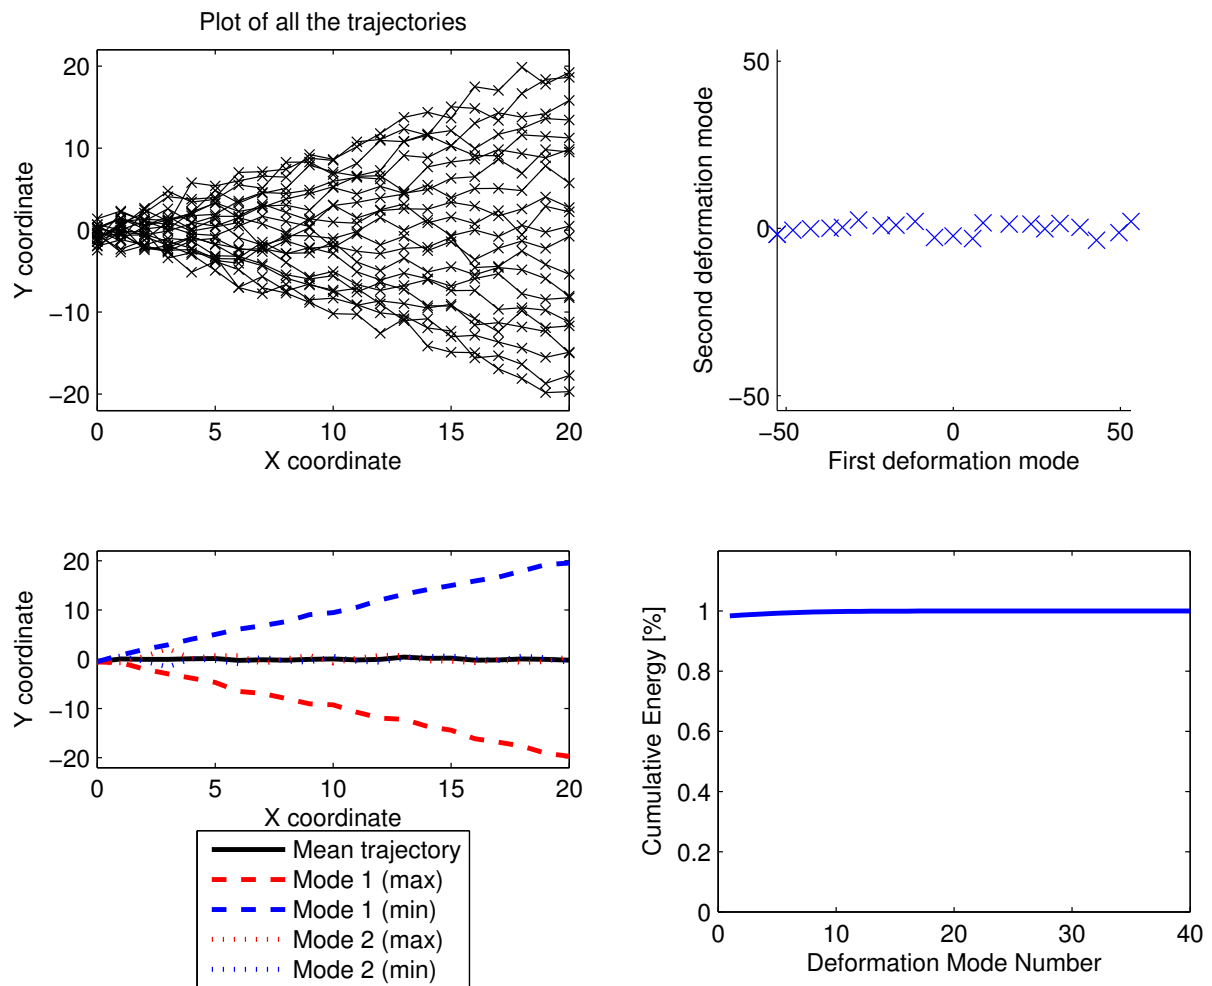 Plot of all the trajectories
Y coordinate
20
10
0
−10
−20
0 5 10 15 20
X coordinate
Second deformation mode
50
0
−50
−50 0 50
First deformation mode
Y coordinate
20
10
0
−10
−20
0 5 10 15 20
X coordinate
Mean trajectory
Mode 1 (max)
Mode 1 (min)
Mode 2 (max)
Mode 2 (min)
Cumulative Energy [%]
1
0.8
0.6
0.4
0.2
0
0 10 20 30 40
Deformation Mode Number